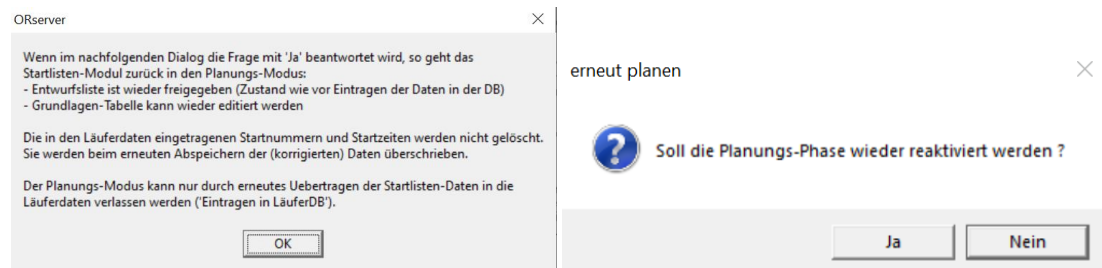 ORserver
Wenn im nachfolgenden Dialog die Frage mit 'Ja' beantwortet wird, so geht das
Startlisten-Modul zurück in den Planungs-Modus:
- Entwurfsliste ist wieder freigegeben (Zustand wie vor Eintragen der Daten in der DB)
- Grundlagen-Tabelle kann wieder editiert werden
Die in den Läuferdaten eingetragenen Startnummern und Startzeiten werden nicht gelöscht.
Sie werden beim erneuten Abspeichern der (korrigierten) Daten überschrieben.
Der Planungs-Modus kann nur durch erneutes Uebertragen der Startlisten-Daten in die
Läuferdaten verlassen werden ('Eintragen in LäuferDB').
OK
erneut planen
Soll die Planungs-Phase wieder reaktiviert werden ?
Ja
Nein